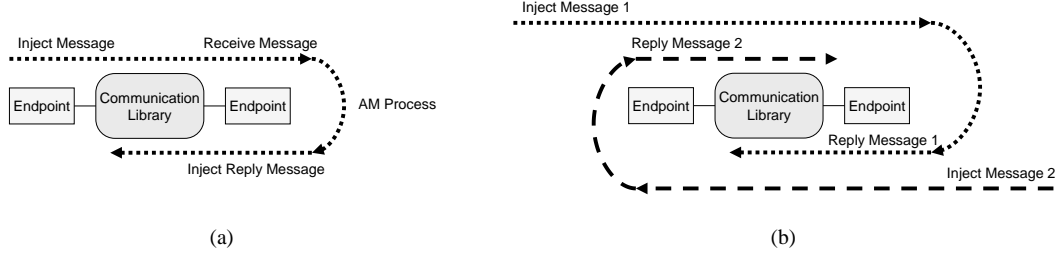 Inject Message
Receive Message
Endpoint
Communication
Library
Endpoint
AM Process
Inject Reply Message
(a)
Inject Message 1
Reply Message 2
Endpoint
Communication
Library
Endpoint
Reply Message 1
Inject Message 2
(b)